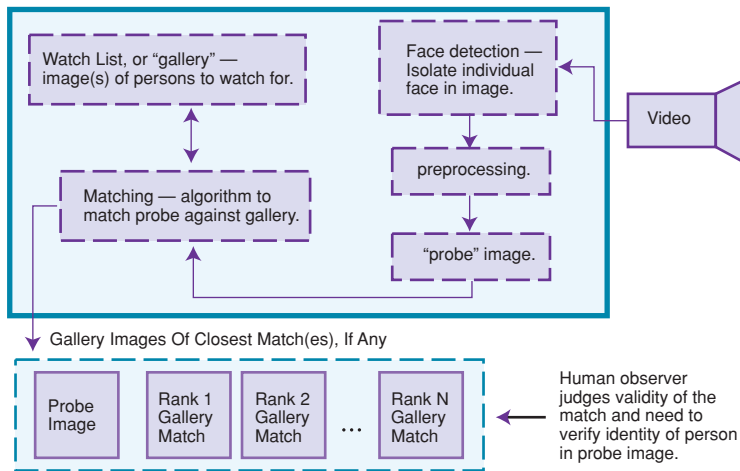 Watch List, or “gallery” —
image(s) of persons to watch for.
Face detection —
Isolate individual
face in image.
Video
preprocessing.
Matching — algorithm to
match probe against gallery.
“probe” image.
Gallery Images Of Closest Match(es), If Any
Probe
Image
Rank 1
Gallery
Match
Rank 2
Gallery
Match
...
Rank N
Gallery
Match
Human observer
judges validity of the
match and need to
verify identity of person
in probe image.